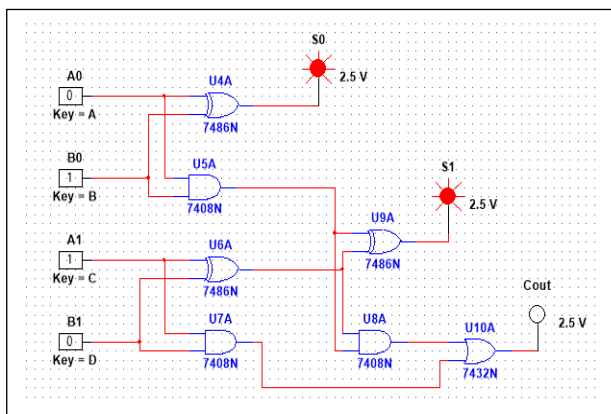 S0
2.5 V
A0
0
Key = A
U4A
7486N
B0
1
Key = B
U5A
7408N
S1
2.5 V
U9A
7486N
A1
1
Key = C
U6A
7486N
B1
0
Key = D
U7A
7408N
U8A
7408N
U10A
7432N
Cout
2.5 V